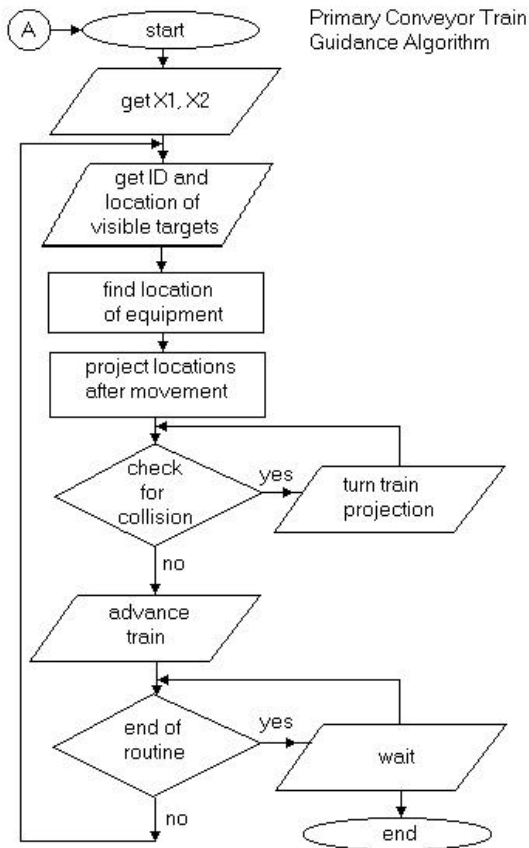 A
start
Primary Conveyor Train
Guidance Algorithm
get X1, X2
get ID and
location of
visible targets
find location
of equipment
project locations
after movement
check
for
collision
yes
turn train
projection
no
advance
train
end of
routine
yes
wait
no
end